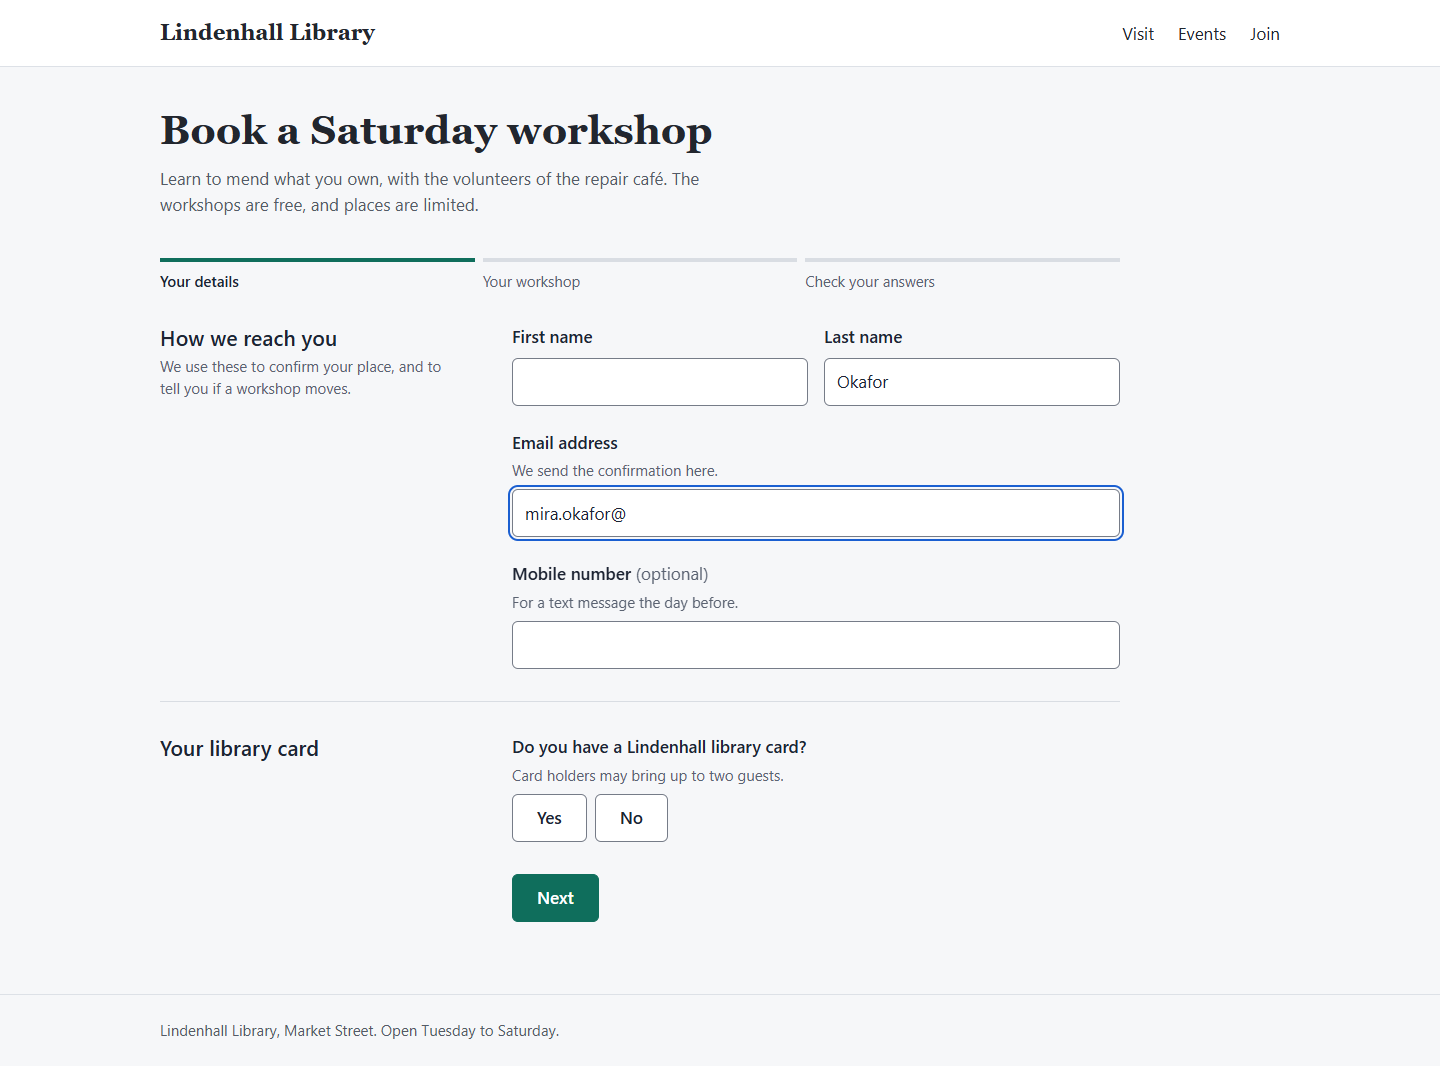 Lindenhall Library
Visit Events Join
Book a Saturday workshop
Learn to mend what you own, with the volunteers of the repair café. The
workshops are free, and places are limited.
Your details
Your workshop
Check your answers
How we reach you
We use these to confirm your place, and to
tell you if a workshop moves.
First name
Last name
Okafor
Email address
We send the confirmation here.
mira.okafor@
Mobile number (optional)
For a text message the day before.
Your library card
Do you have a Lindenhall library card?
Card holders may bring up to two guests.
Yes
No
Next
Lindenhall Library, Market Street. Open Tuesday to Saturday.